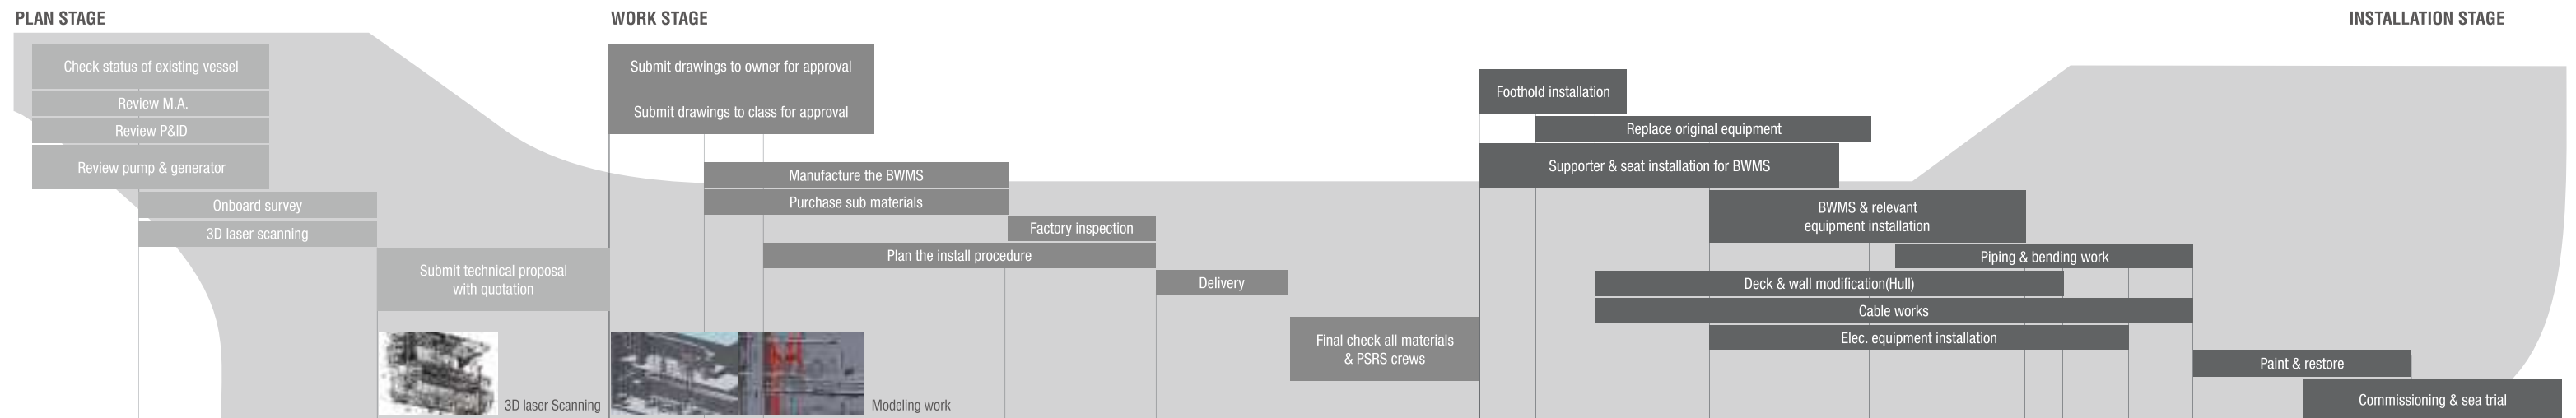 PLAN STAGE
WORK STAGE
INSTALLATION STAGE
Check status of existing vessel
Review M.A.
Review P&ID
Review pump & generator
Onboard survey
3D laser scanning
Submit technical proposal
with quotation
3D laser Scanning
Submit drawings to owner for approval
Submit drawings to class for approval
Manufacture the BWMS
Purchase sub materials
Factory inspection
Plan the install procedure
Delivery
Final check all materials
& PSRS crews
Modeling work
Foothold installation
Replace original equipment
Supporter & seat installation for BWMS
BWMS & relevant
equipment installation
Piping & bending work
Deck & wall modification(Hull)
Cable works
Elec. equipment installation
Paint & restore
Commissioning & sea trial